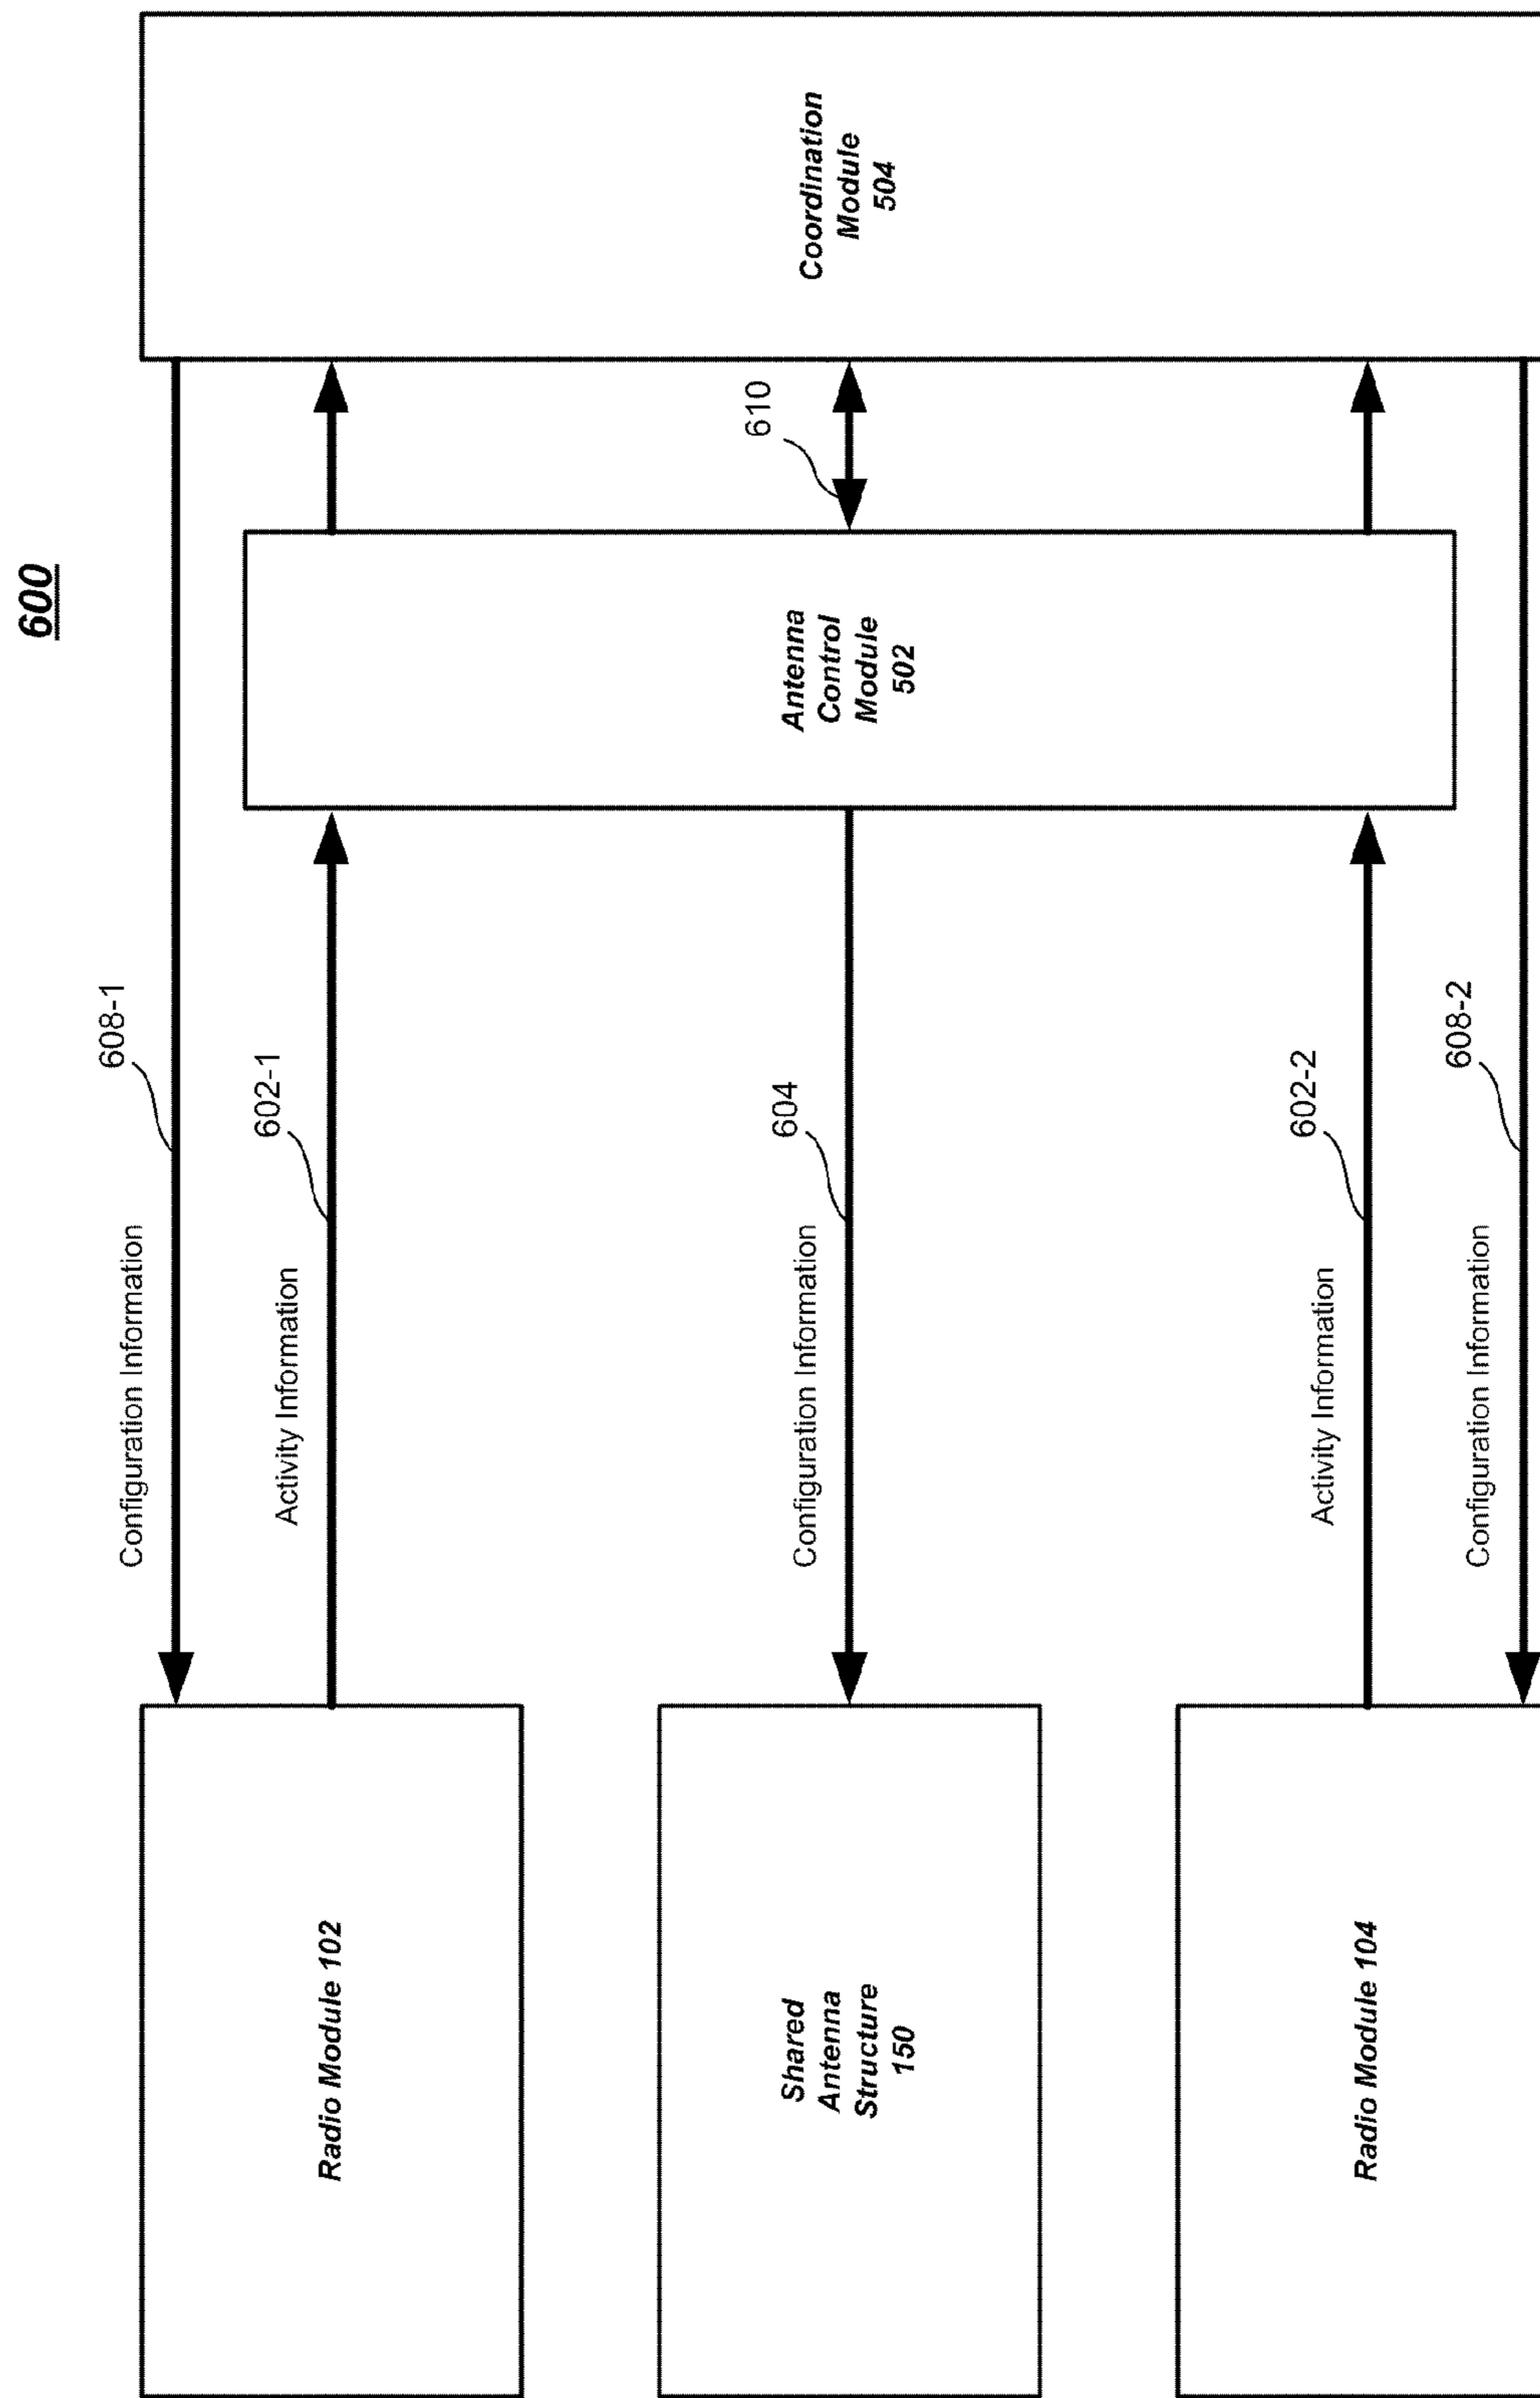 600
Radio Module 102
Configuration Information
608-1
Activity Information
602-1
Shared
Antenna
Structure
150
Configuration Information
604
Antenna
Control
Module
502
610
Coordination
Module
504
Radio Module 104
Activity Information
602-2
Configuration Information
608-2